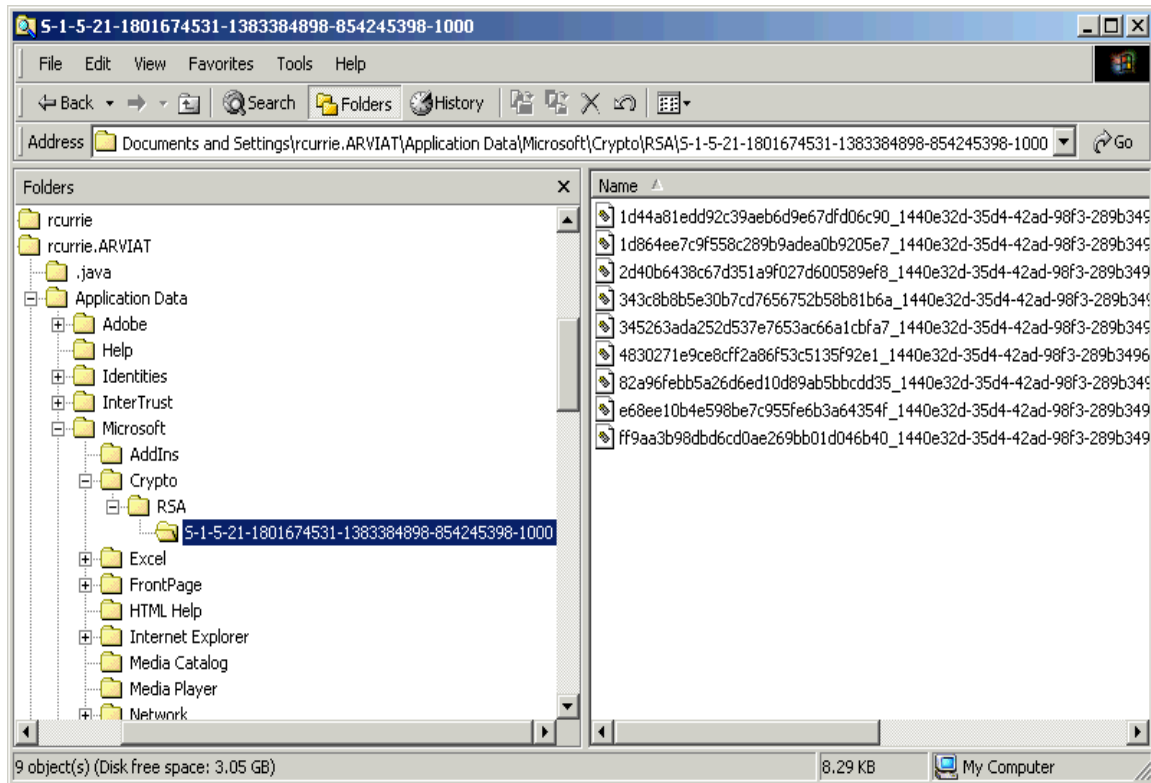 S-1-5-21-1801674531-1383384898-854245398-1000
File Edit View Favorites Tools Help
Back Search Folders History
Address Documents and Settings\rcurrie.ARVIAT\Application Data\Microsoft\Crypto\RSA\S-1-5-21-1801674531-1383384898-854245398-1000 Go
Folders
rcurrie
rcurrie.ARVIAT
.java
Application Data
Adobe
Help
Identities
InterTrust
Microsoft
AddIns
Crypto
RSA
S-1-5-21-1801674531-1383384898-854245398-1000
Excel
FrontPage
HTML Help
Internet Explorer
Media Catalog
Media Player
Network
Name
1d44a81edd92c39aeb6d9e67dfd06c90_1440e32d-35d4-42ad-98f3-289b349
1d864ee7c9f558c289b9adea0b9205e7_1440e32d-35d4-42ad-98f3-289b349
2d40b6438c67d351a9f027d600589ef8_1440e32d-35d4-42ad-98f3-289b349
343c8b8b5e30b7cd7656752b58b81b6a_1440e32d-35d4-42ad-98f3-289b349
345263ada252d537e7653ac66a1cbfa7_1440e32d-35d4-42ad-98f3-289b349
4830271e9ce8cff2a86f53c5135f92e1_1440e32d-35d4-42ad-98f3-289b3496
82a96febb5a26d6ed10d89ab5bbcdd35_1440e32d-35d4-42ad-98f3-289b349
e68ee10b4e598be7c955fe6b3a64354f_1440e32d-35d4-42ad-98f3-289b349
ff9aa3b98dbd6cd0ae269bb01d046b40_1440e32d-35d4-42ad-98f3-289b349
9 object(s) (Disk free space: 3.05 GB) 8.29 KB My Computer